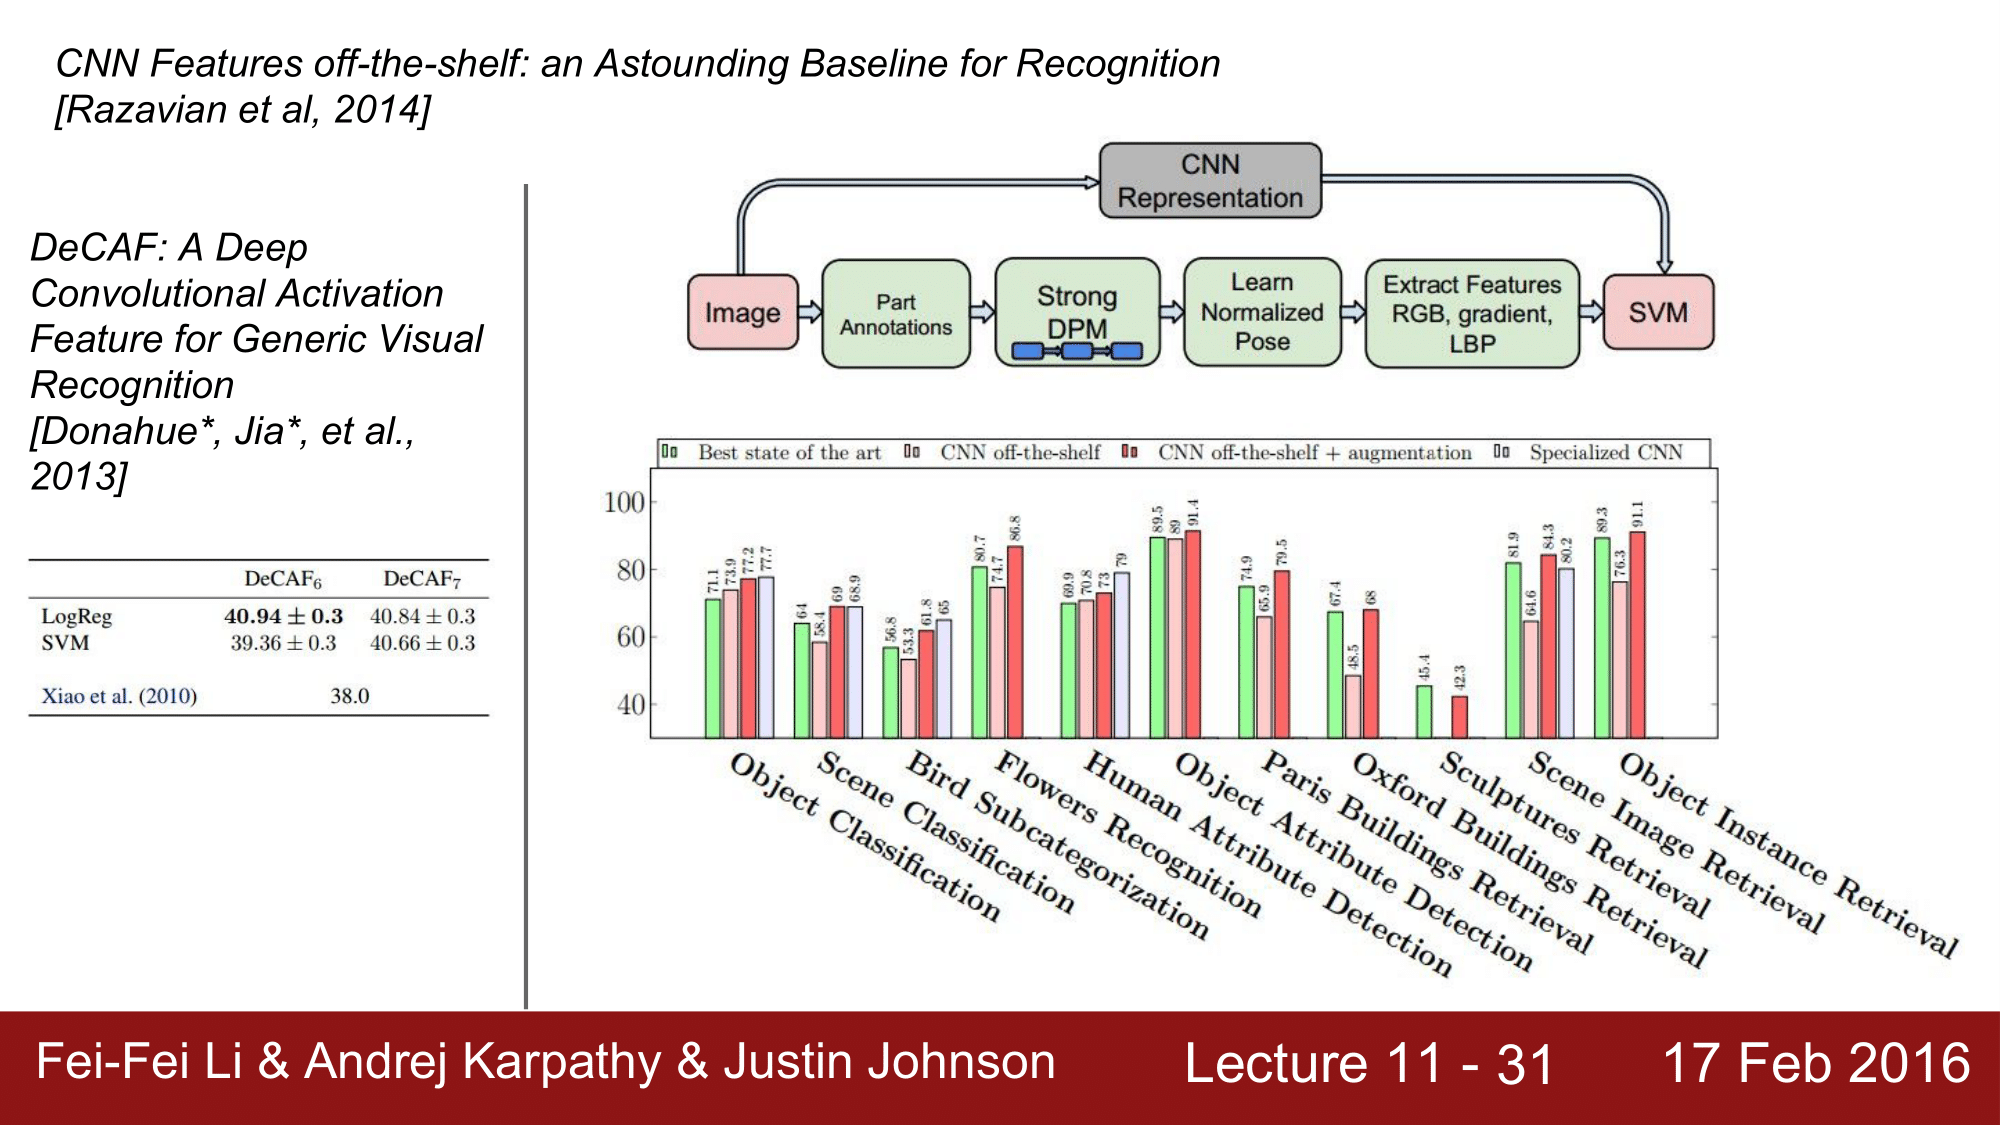 CNN Features off-the-shelf: an Astounding Baseline for Recognition
[Razavian et al, 2014]
DeCAF: A Deep
Convolutional Activation
Feature for Generic Visual
Recognition
[Donahue*, Jia*, et al.,
2013]
DeCAF6 DeCAF7
LogReg 40.94 ± 0.3 40.84 ± 0.3
SVM 39.36 ± 0.3 40.66 ± 0.3
Xiao et al. (2010) 38.0
CNN
Representation
Image
Part
Annotations
Strong
DPM
Learn
Normalized
Pose
Extract Features
RGB, gradient,
LBP
SVM
Best state of the art CNN off-the-shelf CNN off-the-shelf + augmentation Specialized CNN
100
80
60
40
71.1 73.9 77.2 77.7
64 58.4 69 68.9
56.8 53.3 61.8 65
80.7 74.7 86.8
69.9 70.8 73 79
89.5 89 91.4
74.9 65.9 79.5
67.4 48.5 68
45.4 42.3
81.9 64.6 84.3 80.2
89.3 76.3 91.1
Object Classification
Scene Classification
Bird Subcategorization
Flowers Recognition
Human Attribute Detection
Object Attribute Detection
Paris Buildings Retrieval
Oxford Buildings Retrieval
Sculptures Retrieval
Scene Image Retrieval
Object Instance Retrieval
Fei-Fei Li & Andrej Karpathy & Justin Johnson Lecture 11 - 31 17 Feb 2016